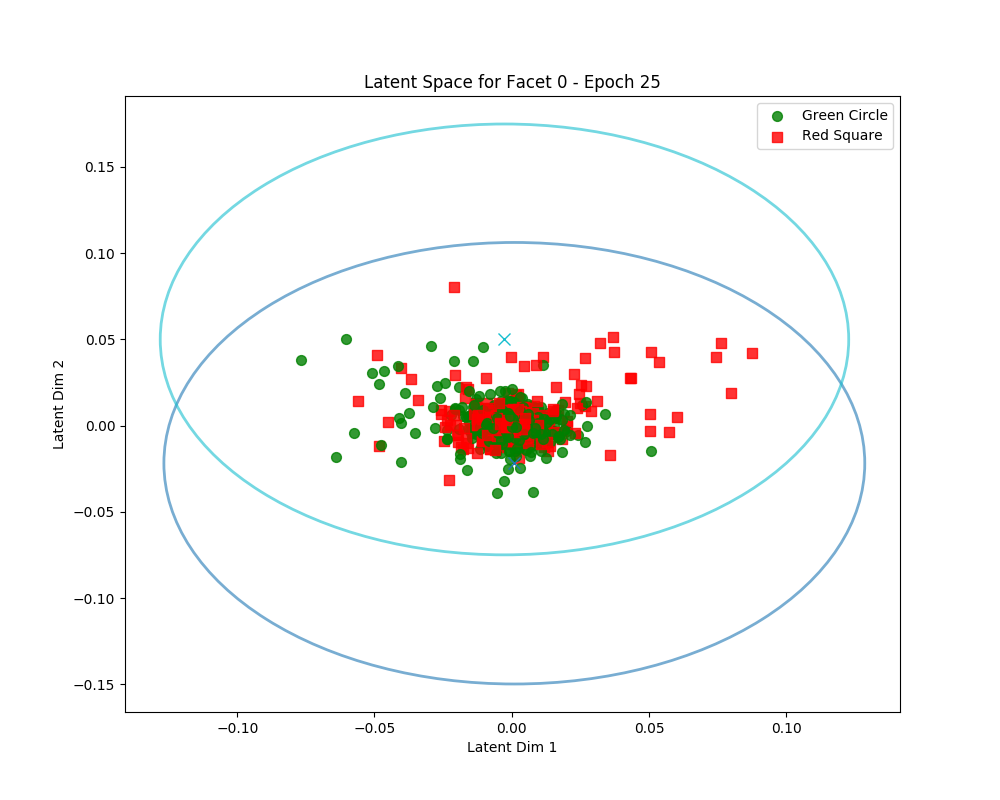 Latent Space for Facet 0 - Epoch 25
Green Circle
Red Square
0.15
0.10
0.05
0.00
−0.05
−0.10
−0.15
Latent Dim 2
−0.10
−0.05
0.00
0.05
0.10
Latent Dim 1